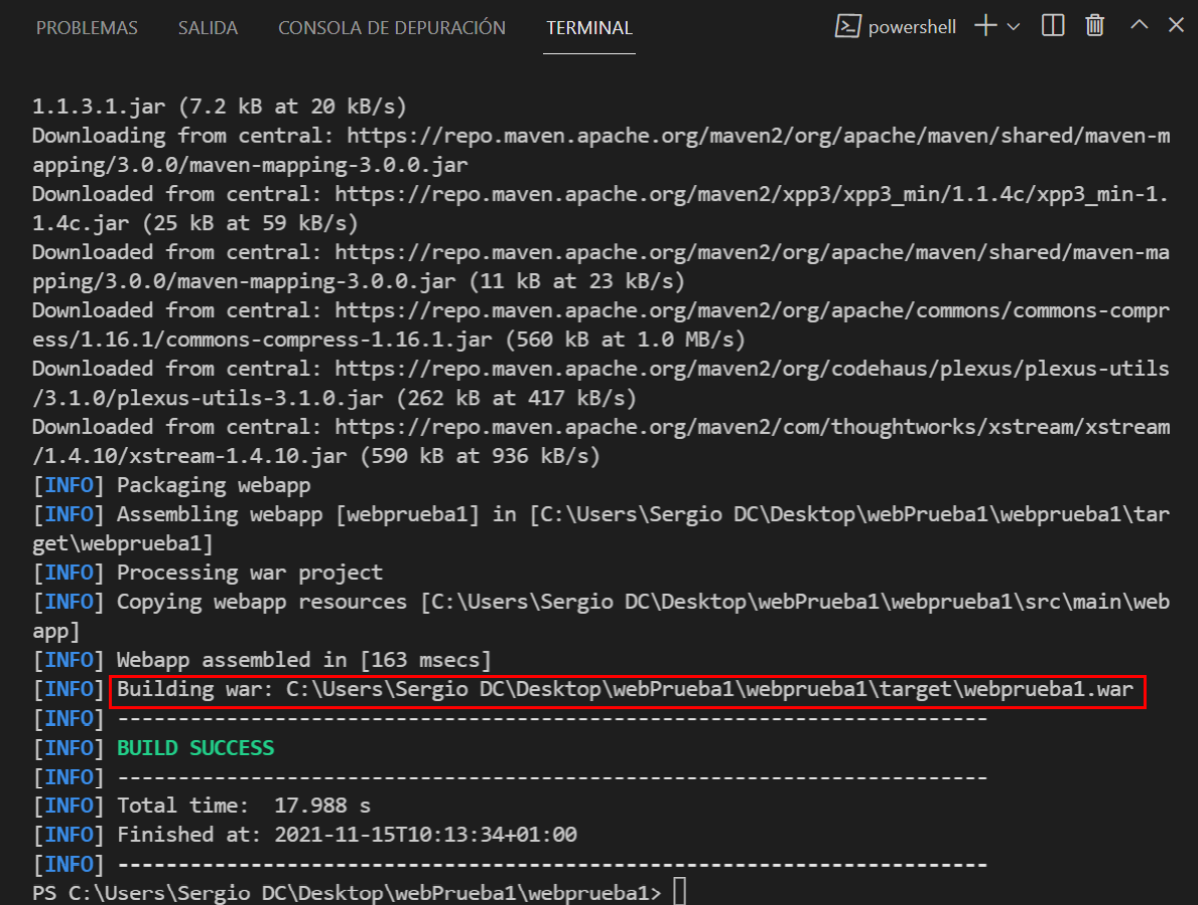 PROBLEMAS SALIDA CONSOLA DE DEPURACIÓN TERMINAL powershell
1.1.3.1.jar (7.2 kB at 20 kB/s)
Downloading from central: https://repo.maven.apache.org/maven2/org/apache/maven/shared/maven-m
apping/3.0.0/maven-mapping-3.0.0.jar
Downloaded from central: https://repo.maven.apache.org/maven2/xpp3/xpp3_min/1.1.4c/xpp3_min-1.
1.4c.jar (25 kB at 59 kB/s)
Downloaded from central: https://repo.maven.apache.org/maven2/org/apache/maven/shared/maven-ma
pping/3.0.0/maven-mapping-3.0.0.jar (11 kB at 23 kB/s)
Downloaded from central: https://repo.maven.apache.org/maven2/org/apache/commons/commons-compr
ess/1.16.1/commons-compress-1.16.1.jar (560 kB at 1.0 MB/s)
Downloaded from central: https://repo.maven.apache.org/maven2/org/codehaus/plexus/plexus-utils
/3.1.0/plexus-utils-3.1.0.jar (262 kB at 417 kB/s)
Downloaded from central: https://repo.maven.apache.org/maven2/com/thoughtworks/xstream/xstream
/1.4.10/xstream-1.4.10.jar (590 kB at 936 kB/s)
[INFO] Packaging webapp
[INFO] Assembling webapp [webprueba1] in [C:\Users\Sergio DC\Desktop\webPrueba1\webprueba1\tar
get\webprueba1]
[INFO] Processing war project
[INFO] Copying webapp resources [C:\Users\Sergio DC\Desktop\webPrueba1\webprueba1\src\main\web
app]
[INFO] Webapp assembled in [163 msecs]
[INFO] Building war: C:\Users\Sergio DC\Desktop\webPrueba1\webprueba1\target\webprueba1.war
[INFO] ------------------------------------------------------------------------
[INFO] BUILD SUCCESS
[INFO] ------------------------------------------------------------------------
[INFO] Total time:  17.988 s
[INFO] Finished at: 2021-11-15T10:13:34+01:00
[INFO] ------------------------------------------------------------------------
PS C:\Users\Sergio DC\Desktop\webPrueba1\webprueba1>